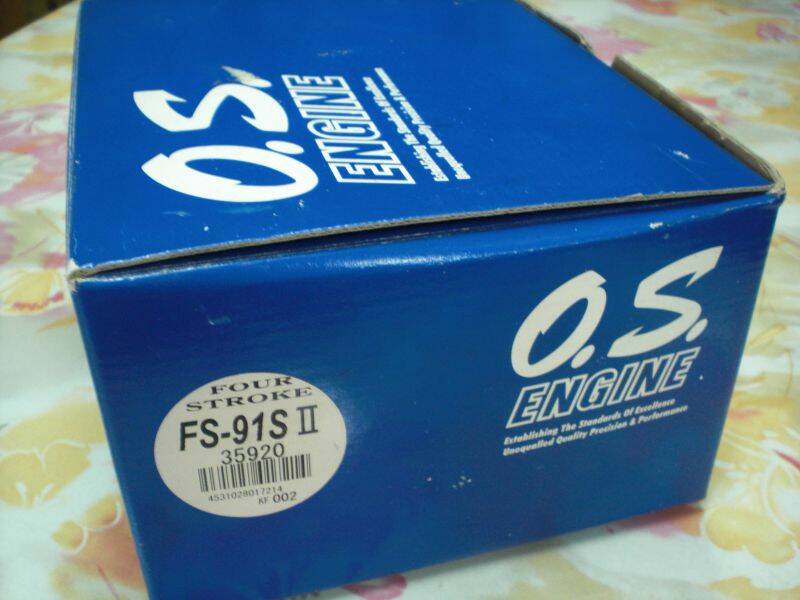 O.S.
ENGINE
Establishing The Standards Of Excellence
Unequalled Quality Precision & Performance
O.S.
ENGINE
Establishing The Standards Of Excellence
Unequalled Quality Precision & Performance
FOUR
STROKE
FS-91S II
35920
4531028017214
KF 002